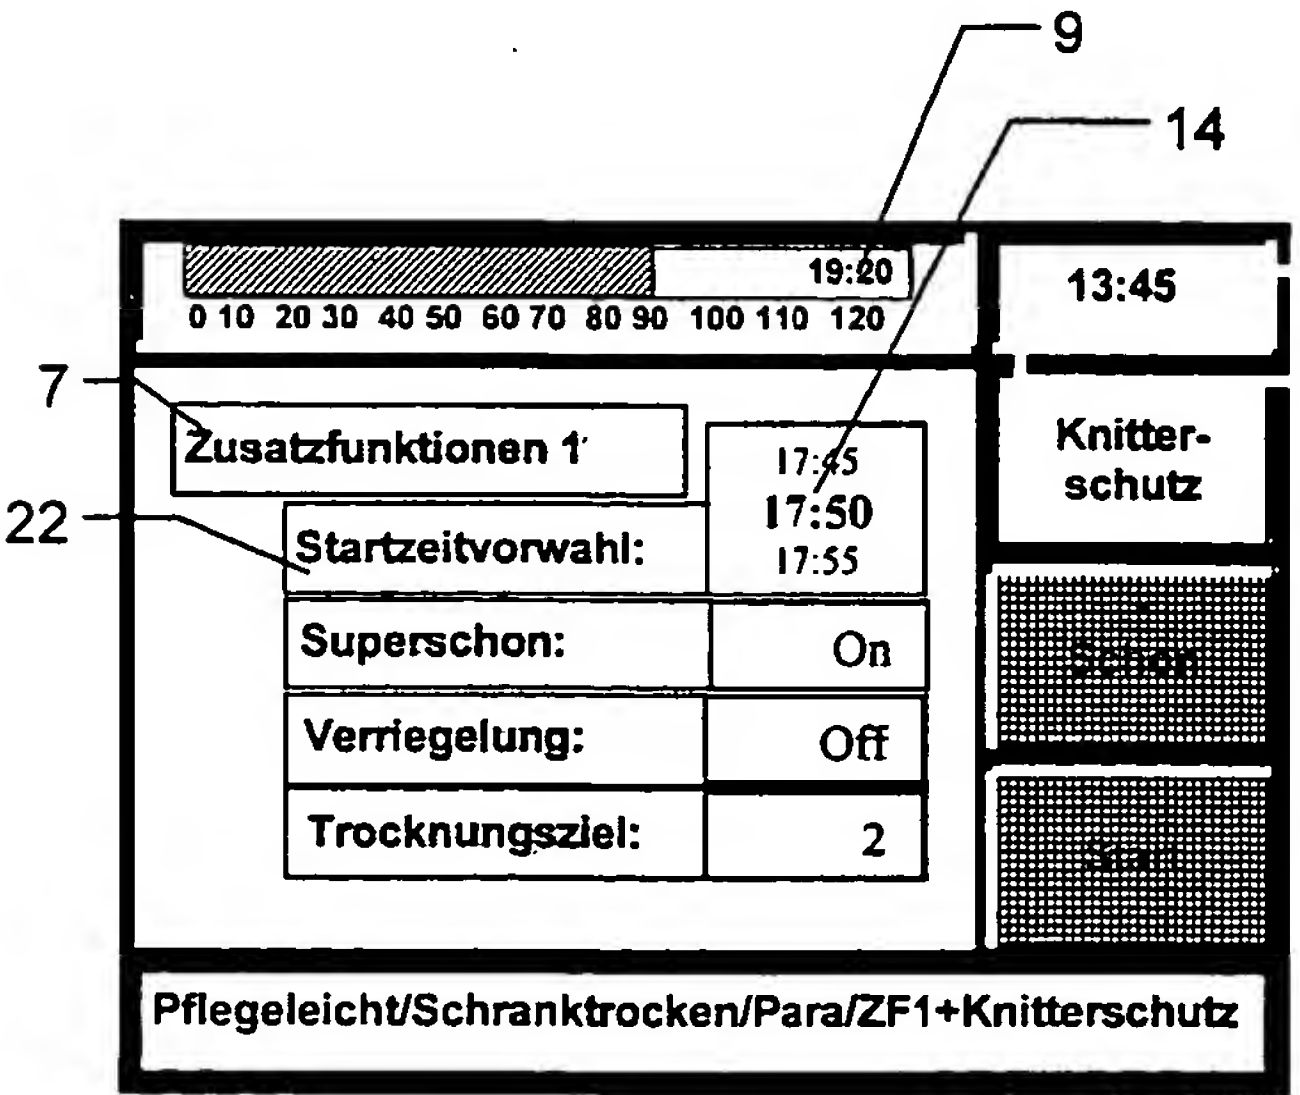 9
14
19:20
13:45
0 10 20 30 40 50 60 70 80 90 100 110 120
7
Zusatzfunktionen 1
Knitter-
schutz
17:45
17:50
17:55
22
Startzeitvorwahl:
Superschon:
On
Schon
Verriegelung:
Off
Trocknungsziel:
2
Start
Pflegeleicht/Schranktrocken/Para/ZF1+Knitterschutz